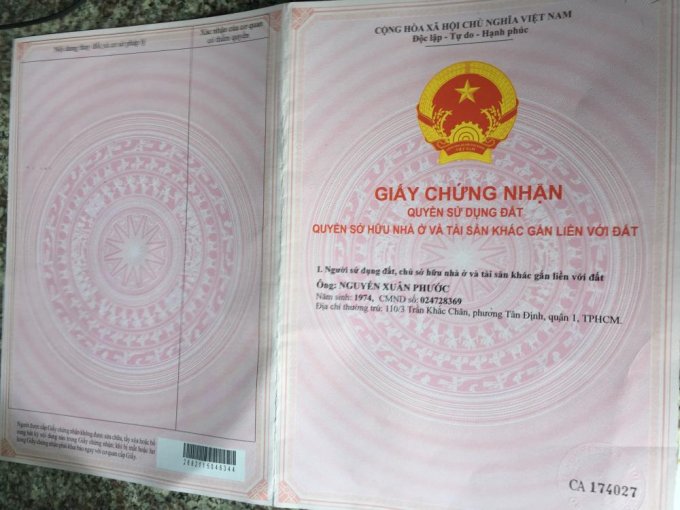 Nội dung thay đổi và cơ sở pháp lý
Xác nhận của cơ quan
có thẩm quyền
Người được cấp Giấy chứng nhận không được sửa chữa, tẩy xóa hoặc bổ
sung bất kỳ nội dung nào trong Giấy chứng nhận; khi bị mất hoặc hư
trong Giấy chứng nhận phải khai báo ngay với cơ quan cấp Giấy.
CỘNG HÒA XÃ HỘI CHỦ NGHĨA VIỆT NAM
Độc lập - Tự do - Hạnh phúc
VIỆT NAM
GIẤY CHỨNG NHẬN
QUYỀN SỬ DỤNG ĐẤT
QUYỀN SỞ HỮU NHÀ Ở VÀ TÀI SẢN KHÁC GẮN LIỀN VỚI ĐẤT
I. Người sử dụng đất, chủ sở hữu nhà ở và tài sản khác gắn liền với đất
Ông: NGUYỄN XUÂN PHƯỚC
Năm sinh: 1974, CMND số: 024728369
Địa chỉ thường trú: 110/3 Trần Khắc Chân, phường Tân Định, quận 1, TPHCM.
CA 174027